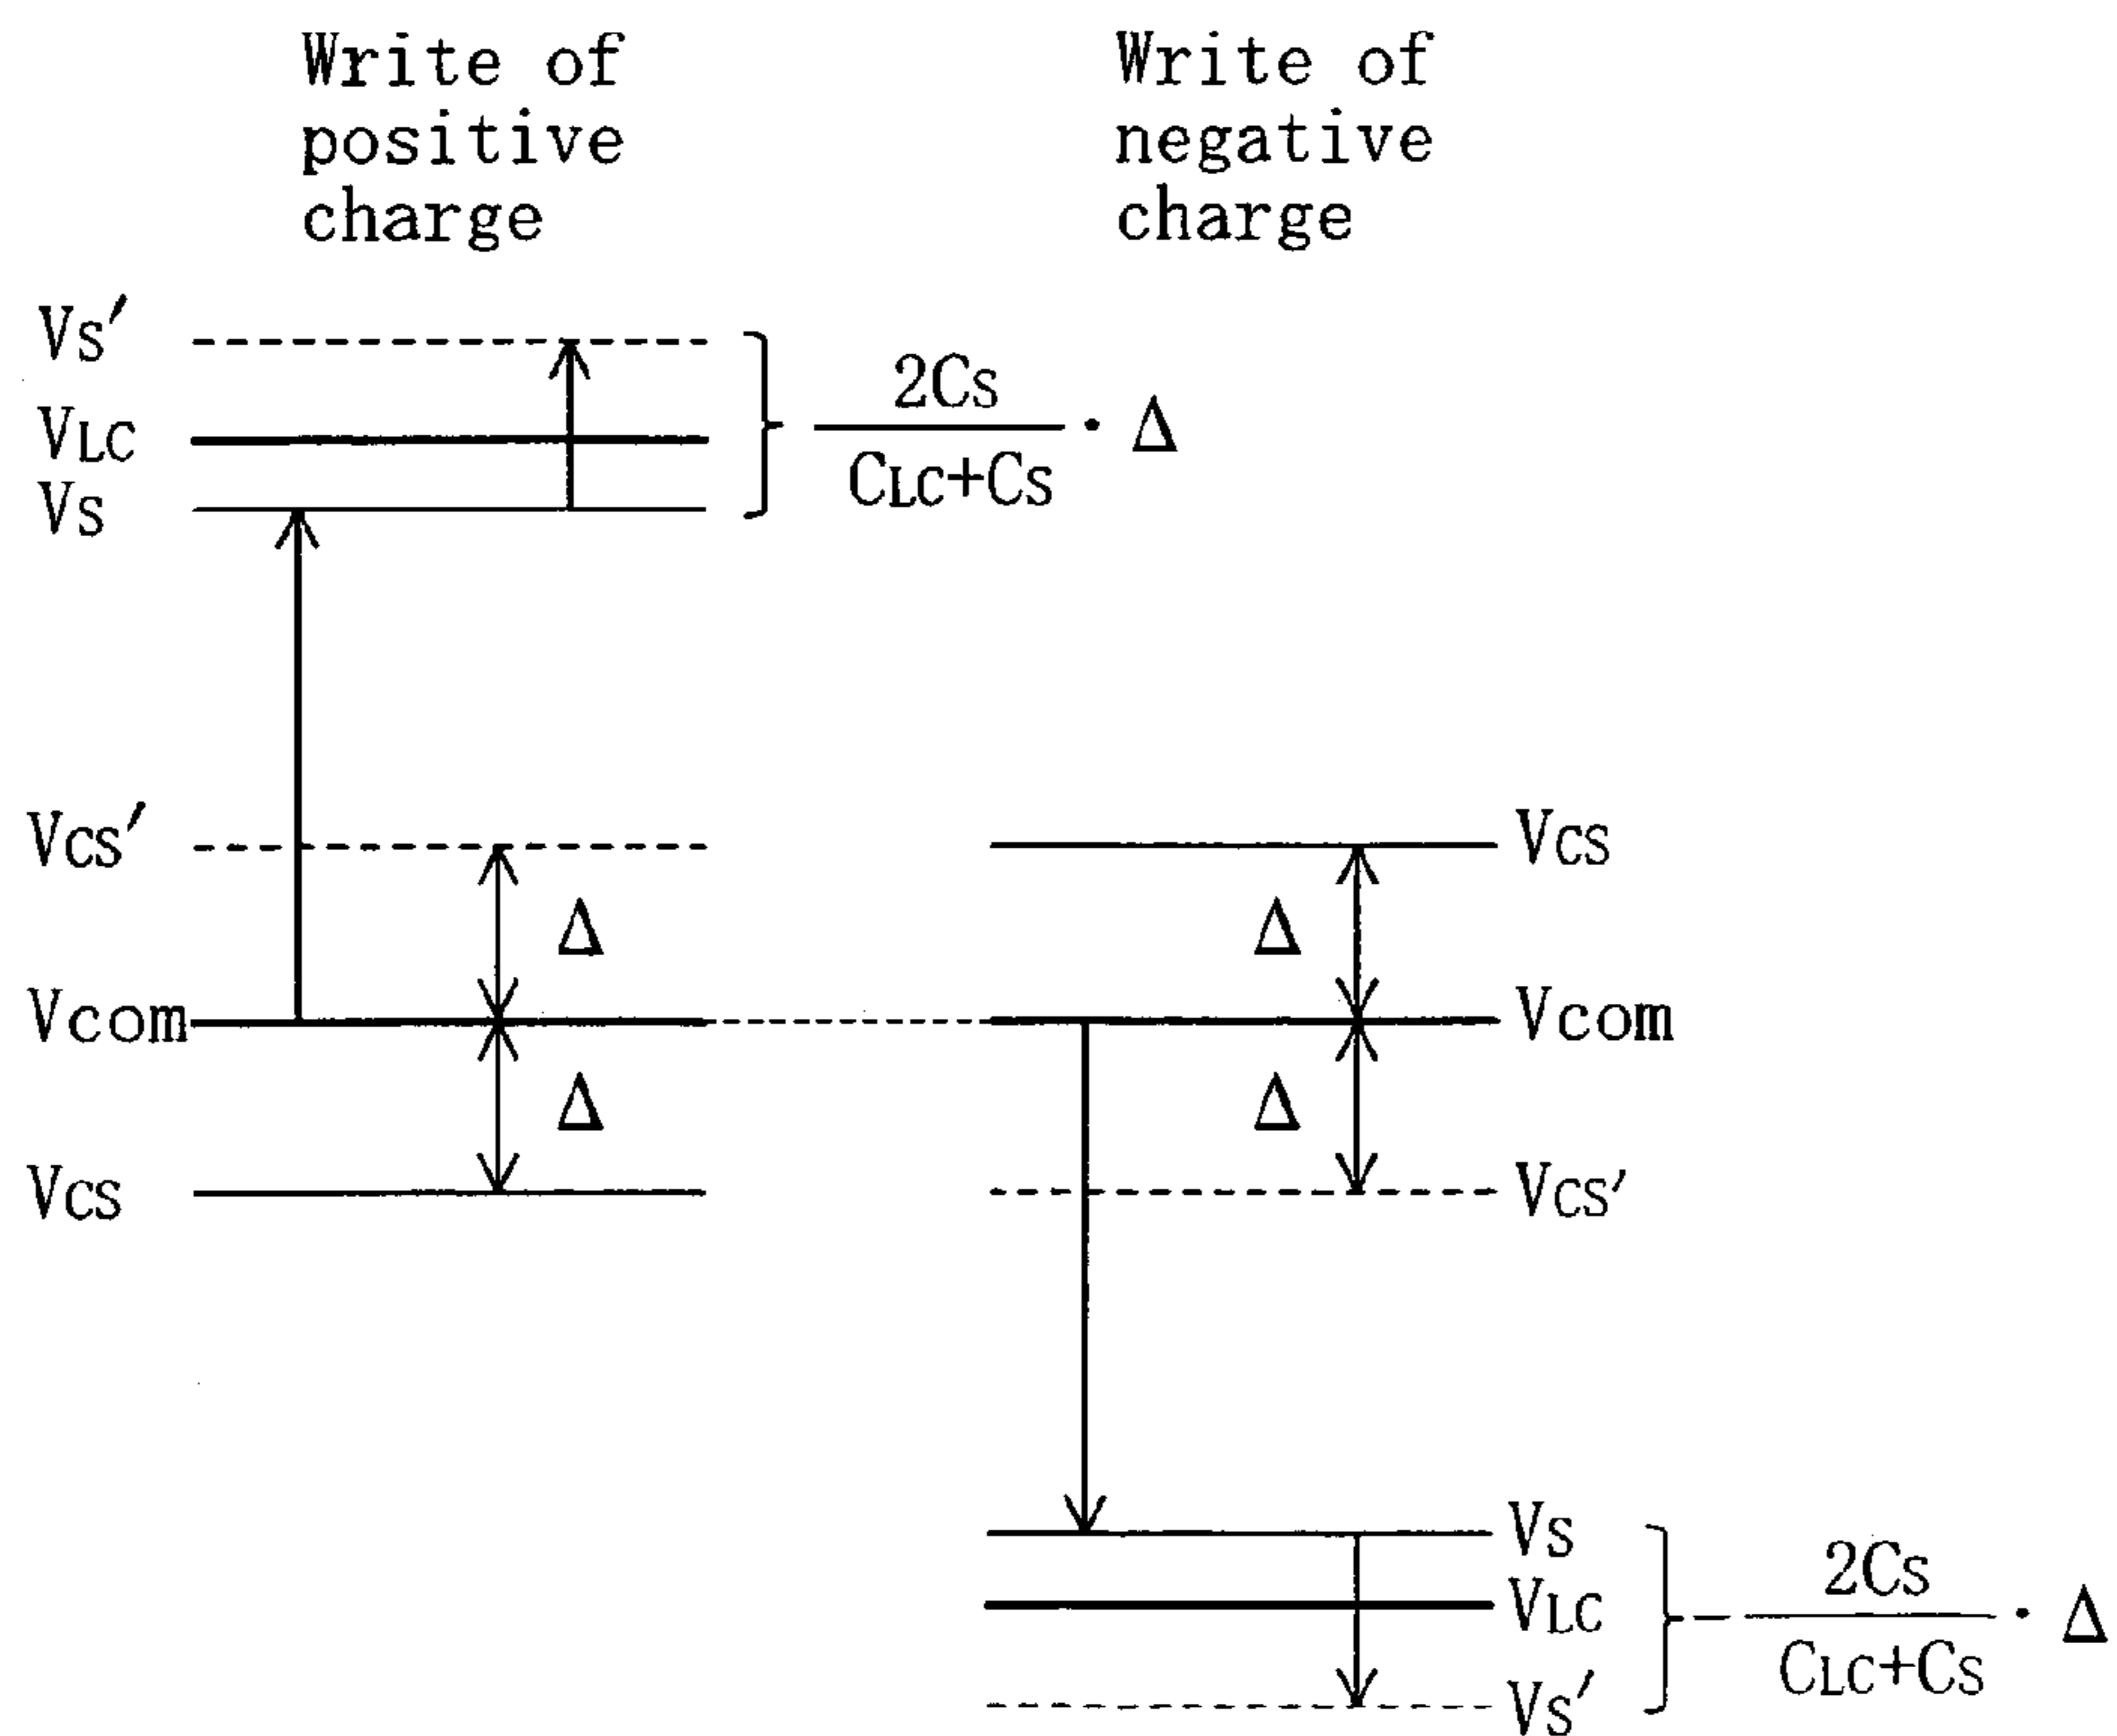 Write of
positive
charge
Write of
negative
charge
Vs′
VLC
Vs
2Cs
CLC+Cs
· Δ
Vcs′
Δ
Vcom
Δ
Vcs
Vcs
Δ
Vcom
Δ
Vcs′
Vs
VLC
Vs′
−
2Cs
CLC+Cs
· Δ